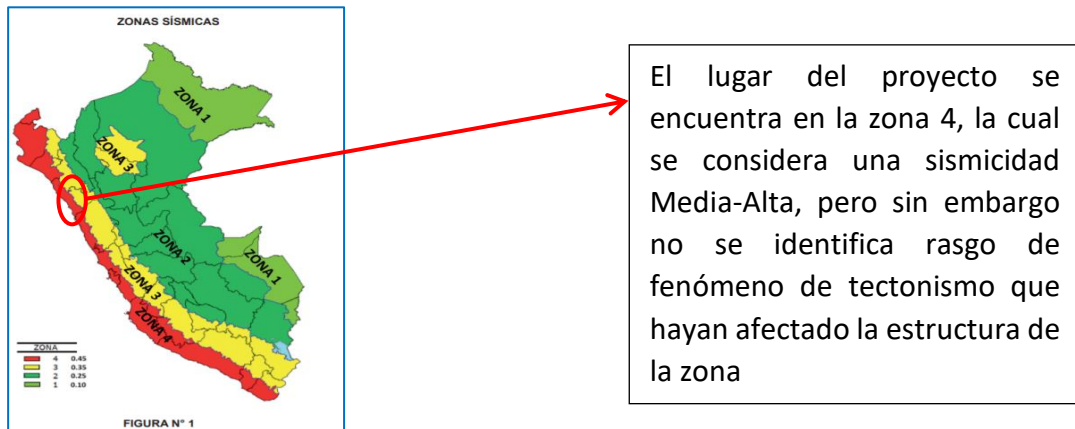 ZONAS SÍSMICAS
ZONA 1
ZONA 3
ZONA 2
ZONA 1
ZONA 3
ZONA 4
ZONA
4 0.45
3 0.35
2 0.25
1 0.10
FIGURA N° 1
El lugar del proyecto se
encuentra en la zona 4, la cual
se considera una sismicidad
Media-Alta, pero sin embargo
no se identifica rasgo de
fenómeno de tectonismo que
hayan afectado la estructura de
la zona